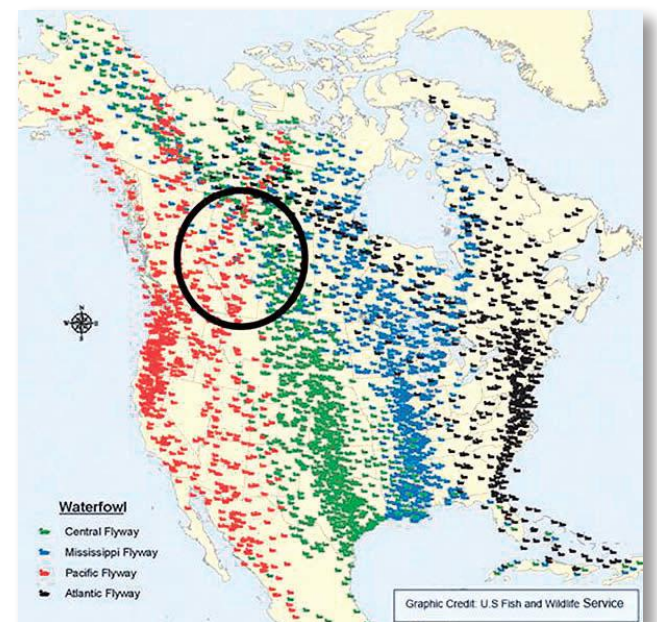 N
W
E
S
Waterfowl
Central Flyway
Mississippi Flyway
Pacific Flyway
Atlantic Flyway
Graphic Credit: U.S Fish and Wildlife Service